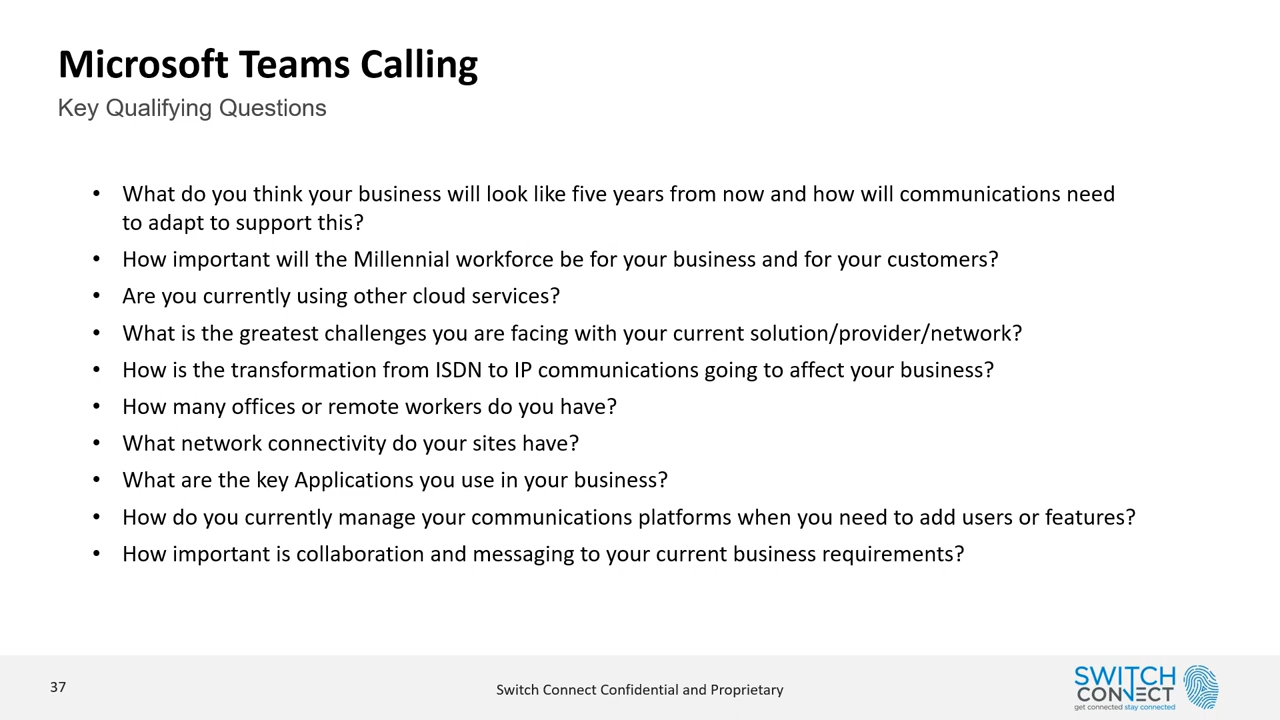 Microsoft Teams Calling
Key Qualifying Questions
• What do you think your business will look like five years from now and how will communications need
to adapt to support this?
• How important will the Millennial workforce be for your business and for your customers?
• Are you currently using other cloud services?
• What is the greatest challenges you are facing with your current solution/provider/network?
• How is the transformation from ISDN to IP communications going to affect your business?
• How many offices or remote workers do you have?
• What network connectivity do your sites have?
• What are the key Applications you use in your business?
• How do you currently manage your communications platforms when you need to add users or features?
• How important is collaboration and messaging to your current business requirements?
37
Switch Connect Confidential and Proprietary
SWITCH
CONNECT
get connected stay connected